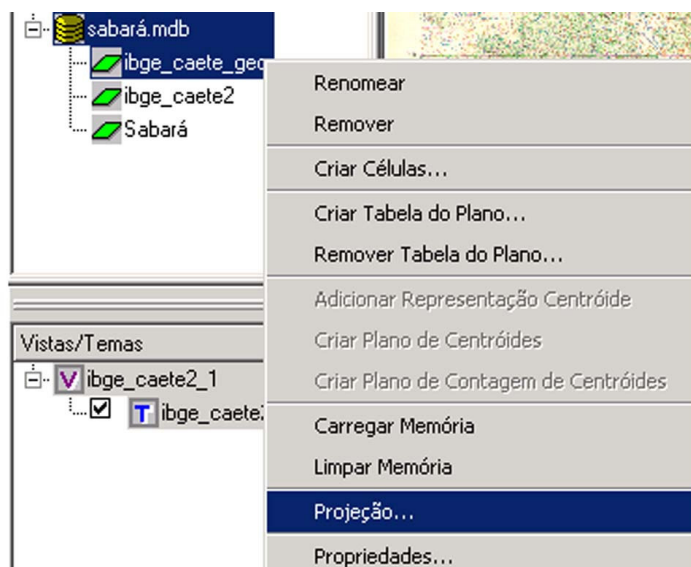 sabará.mdb
ibge_caete_geo
ibge_caete2
Sabará
Renomear
Remover
Criar Células...
Criar Tabela do Plano...
Remover Tabela do Plano...
Adicionar Representação Centróide
Criar Plano de Centróides
Criar Plano de Contagem de Centróides
Carregar Memória
Limpar Memória
Projeção...
Propriedades...
Vistas/Temas
V ibge_caete2_1
T ibge_caete2